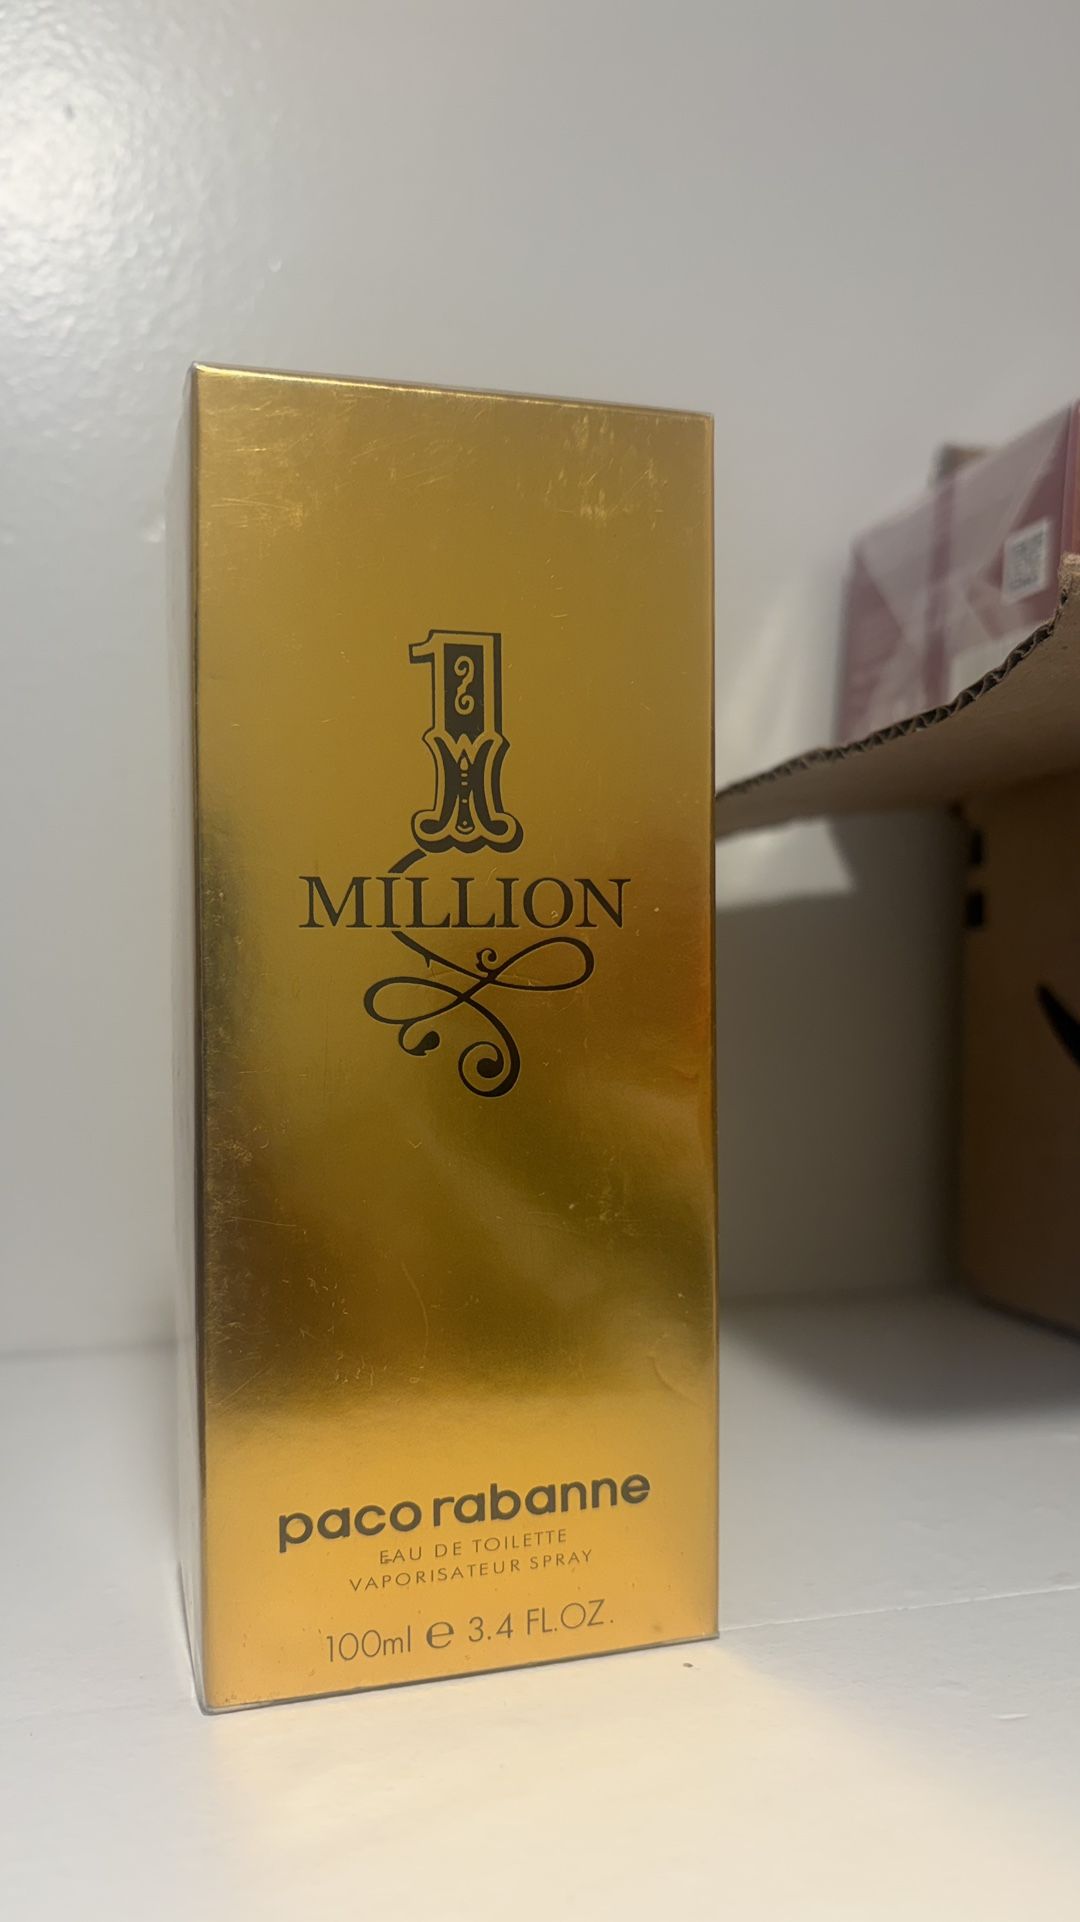 1
MILLION
paco rabanne
EAU DE TOILETTE
VAPORISATEUR SPRAY
100ml e 3.4 FL.OZ.